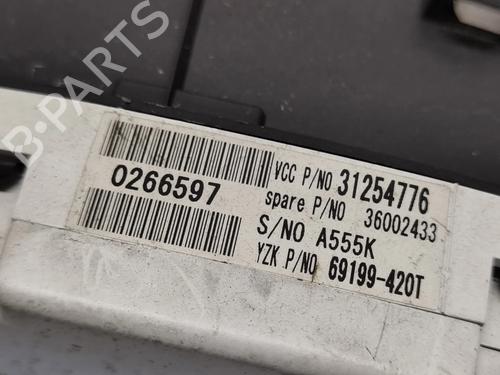 B-PARTS
0266597
VCC P/NO 31254776
spare P/NO 36002433
S/NO A555K
YZK P/NO 69199-420T